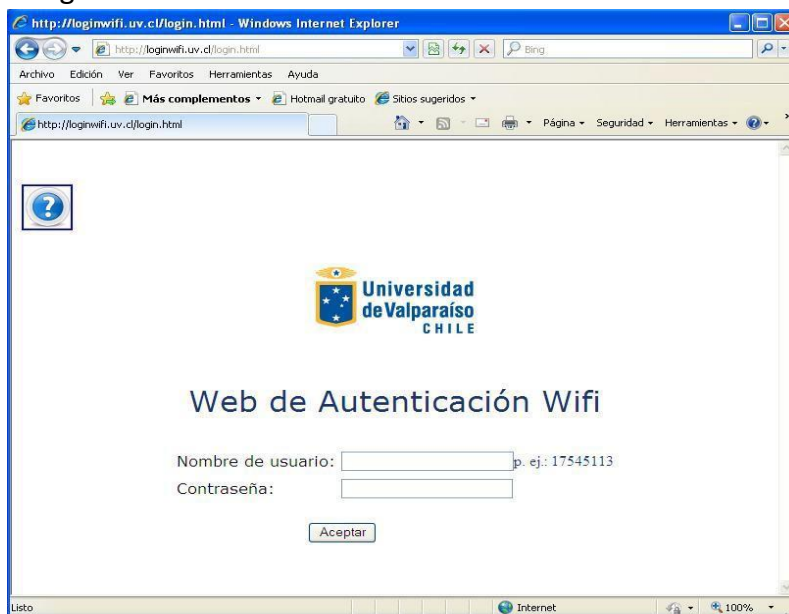 http://loginwifi.uv.cl/login.html - Windows Internet Explorer
http://loginwifi.uv.cl/login.html
Bing
Archivo Edición Ver Favoritos Herramientas Ayuda
Favoritos Más complementos Hotmail gratuito Sitios sugeridos
http://loginwifi.uv.cl/login.html Página Seguridad Herramientas
Universidad
de Valparaíso
CHILE
Web de Autenticación Wifi
Nombre de usuario: p. ej.: 17545113
Contraseña:
Aceptar
Listo Internet 100%